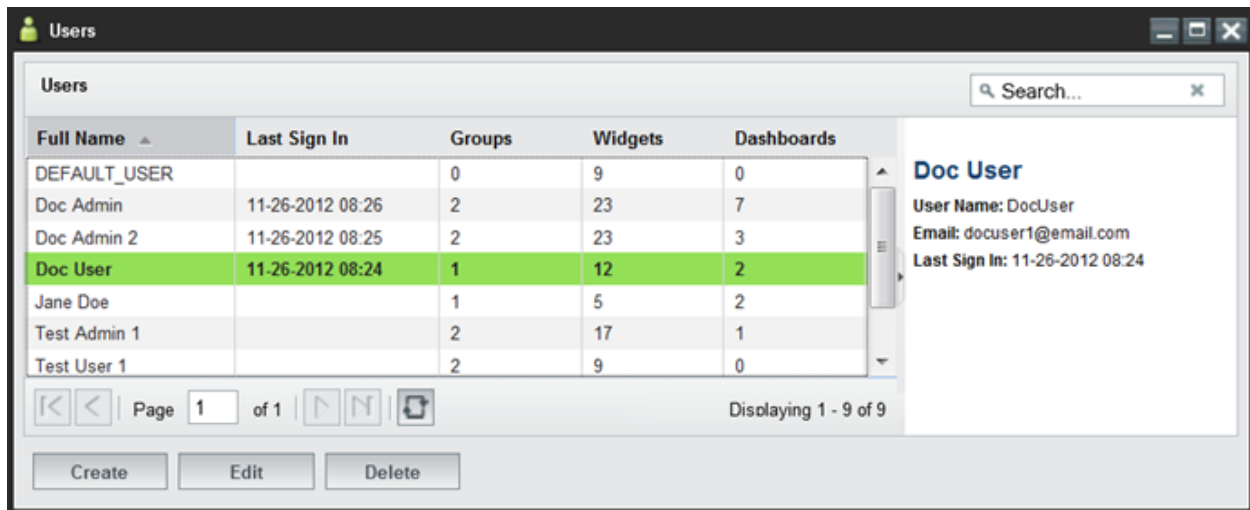 Users
Users
Search...
Full Name Last Sign In Groups Widgets Dashboards
DEFAULT_USER 0 9 0
Doc Admin 11-26-2012 08:26 2 23 7
Doc Admin 2 11-26-2012 08:25 2 23 3
Doc User 11-26-2012 08:24 1 12 2
Jane Doe 1 5 2
Test Admin 1 2 17 1
Test User 1 2 9 0
Page 1 of 1 Displaying 1 - 9 of 9
Doc User
User Name: DocUser
Email: docuser1@email.com
Last Sign In: 11-26-2012 08:24
Create Edit Delete